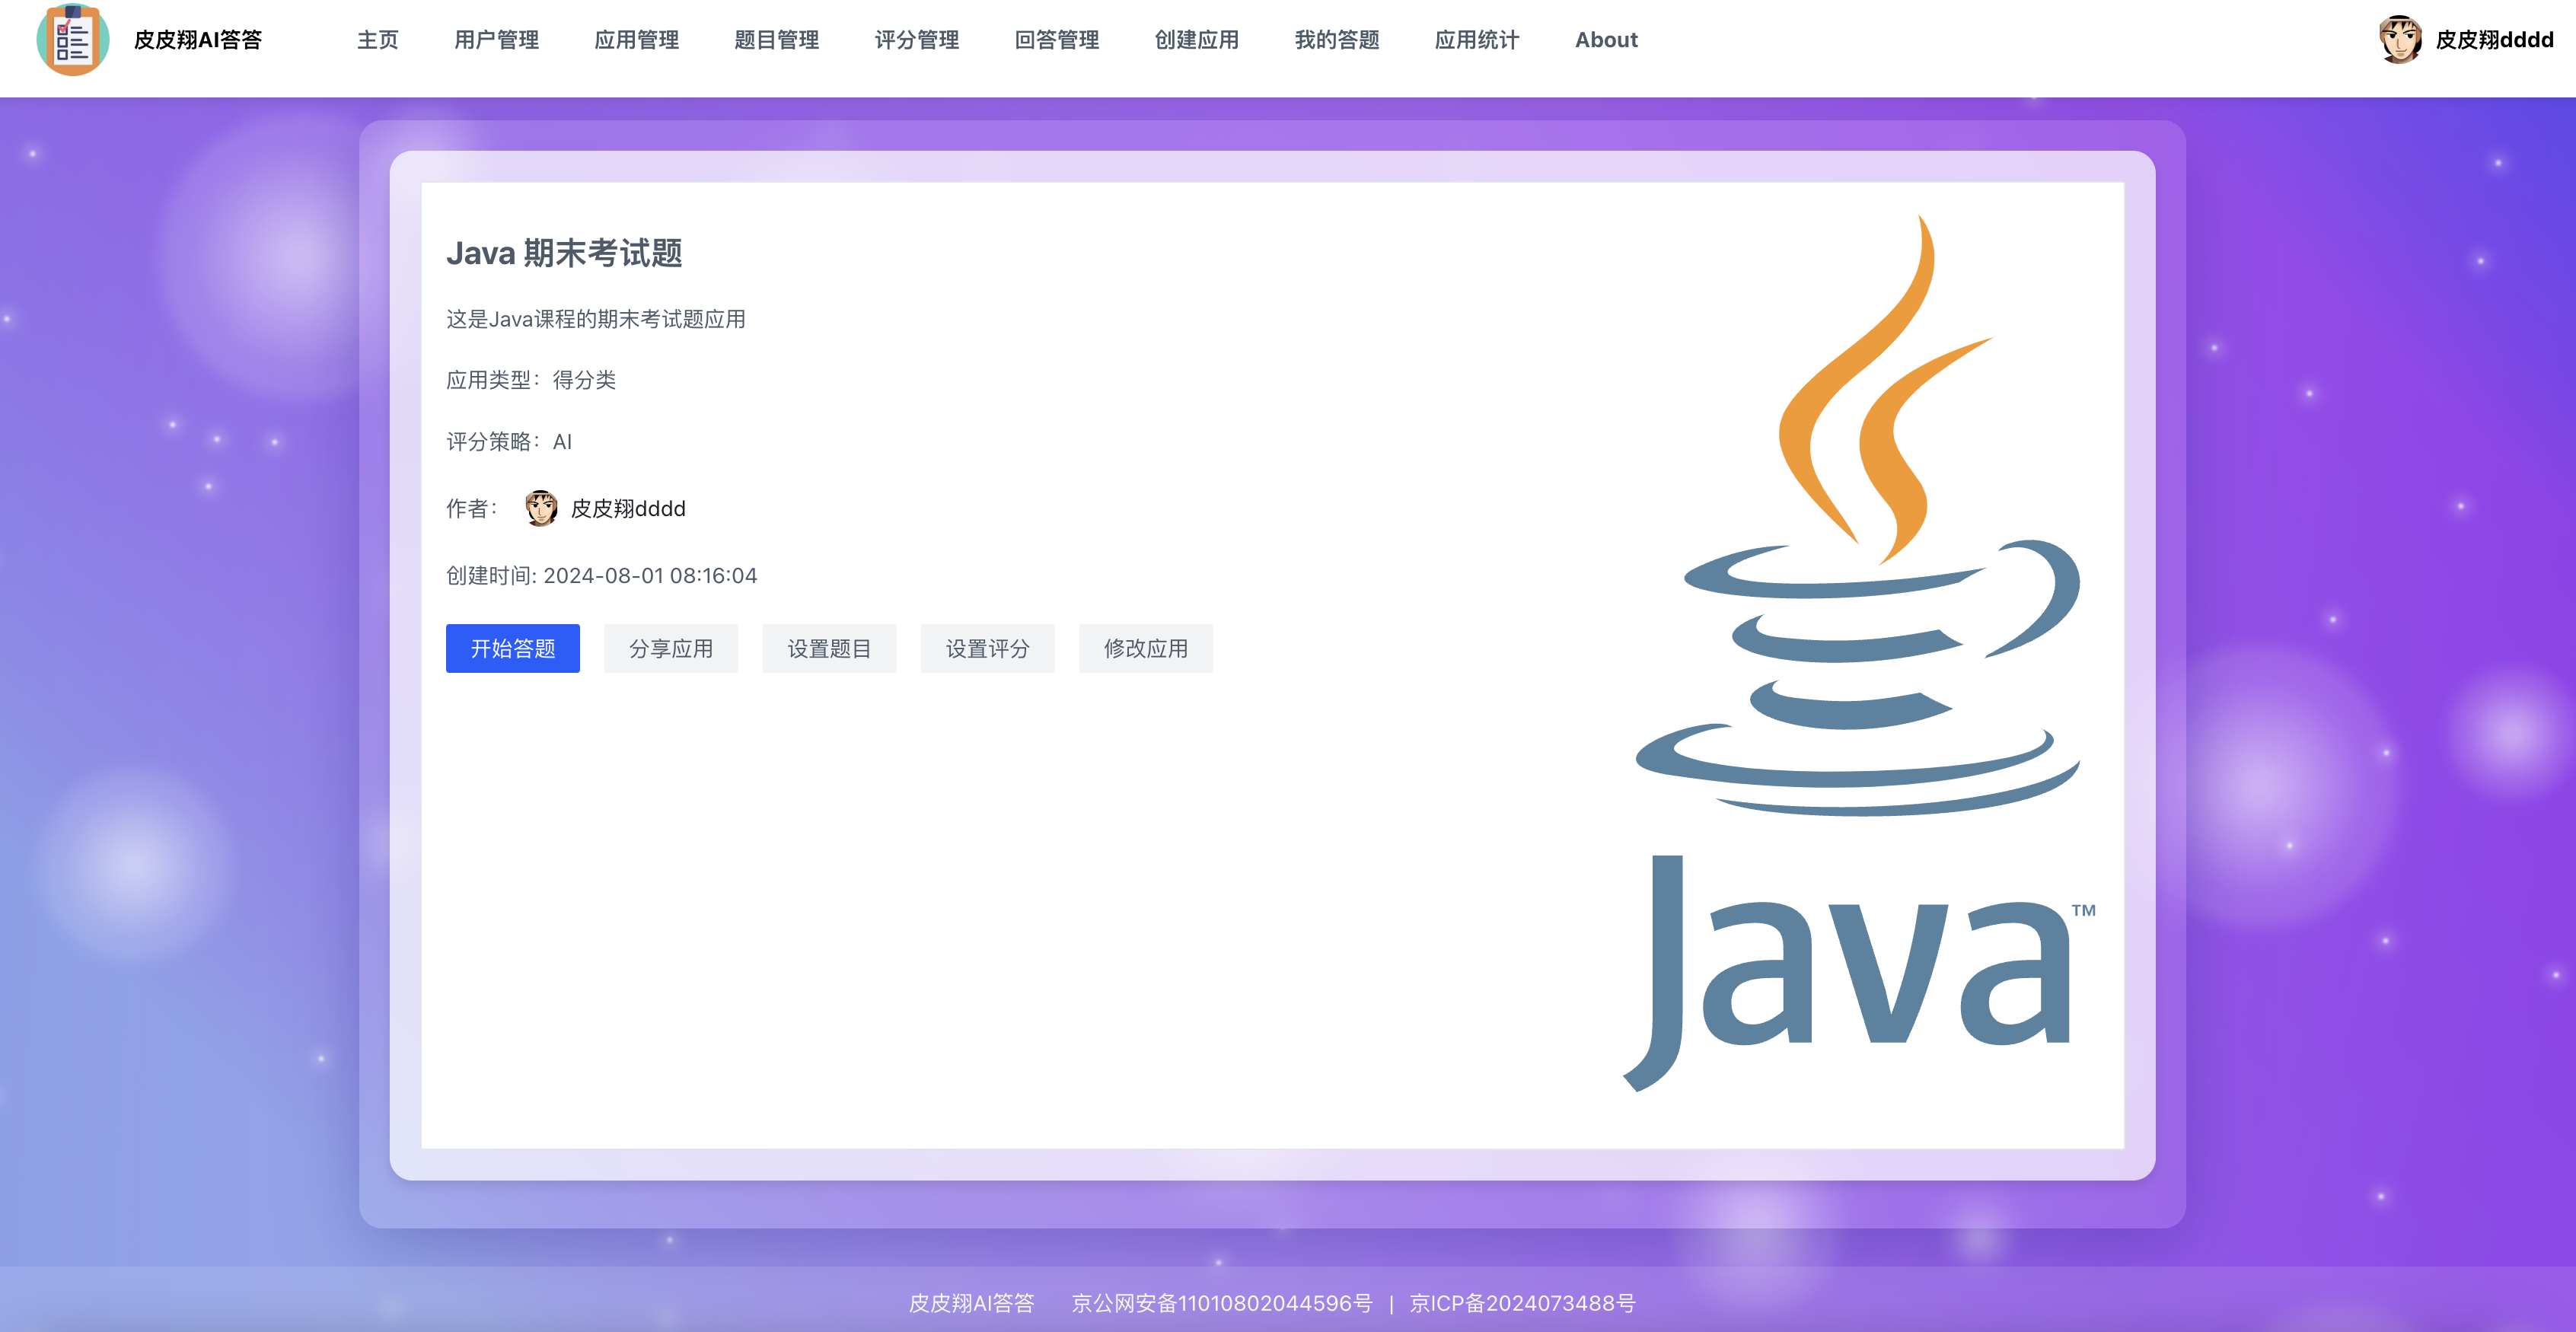 皮皮翔AI答答 主页 用户管理 应用管理 题目管理 评分管理 回答管理 创建应用 我的答题 应用统计 About 皮皮翔dddd
Java 期末考试题
这是Java课程的期末考试题应用
应用类型：得分类
评分策略：AI
作者： 皮皮翔dddd
创建时间: 2024-08-01 08:16:04
开始答题 分享应用 设置题目 设置评分 修改应用
Java TM
皮皮翔AI答答 京公网安备11010802044596号 | 京ICP备2024073488号